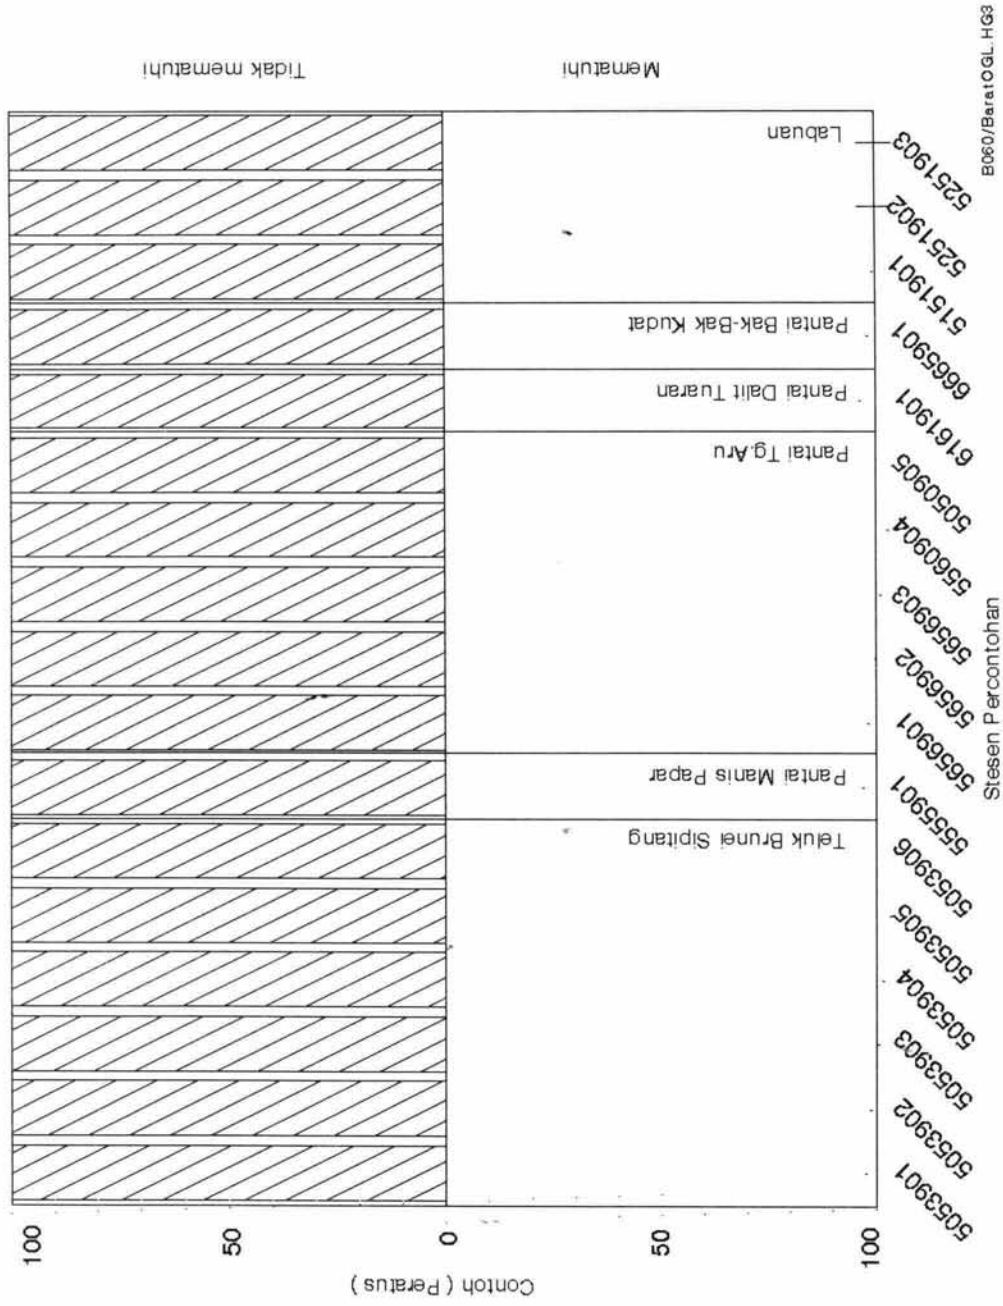 Contoh ( Peratus )
100
50
0
50
100
Tidak mematuhi
Mematuhi
Teluk Brunei Sipitang
Pantai Manis Papar
Pantai Tg.Aru
Pantai Dalit Tuaran
Pantai Bak-Bak Kudat
Labuan
5053901
5053902
5053903
5053904
5053905
5053906
5555901
5656901
5656902
5656903
5560904
5050905
6161901
6665901
5151901
5251902
5251903
Stesen Percontohan
B060/BaratOGL.HG3